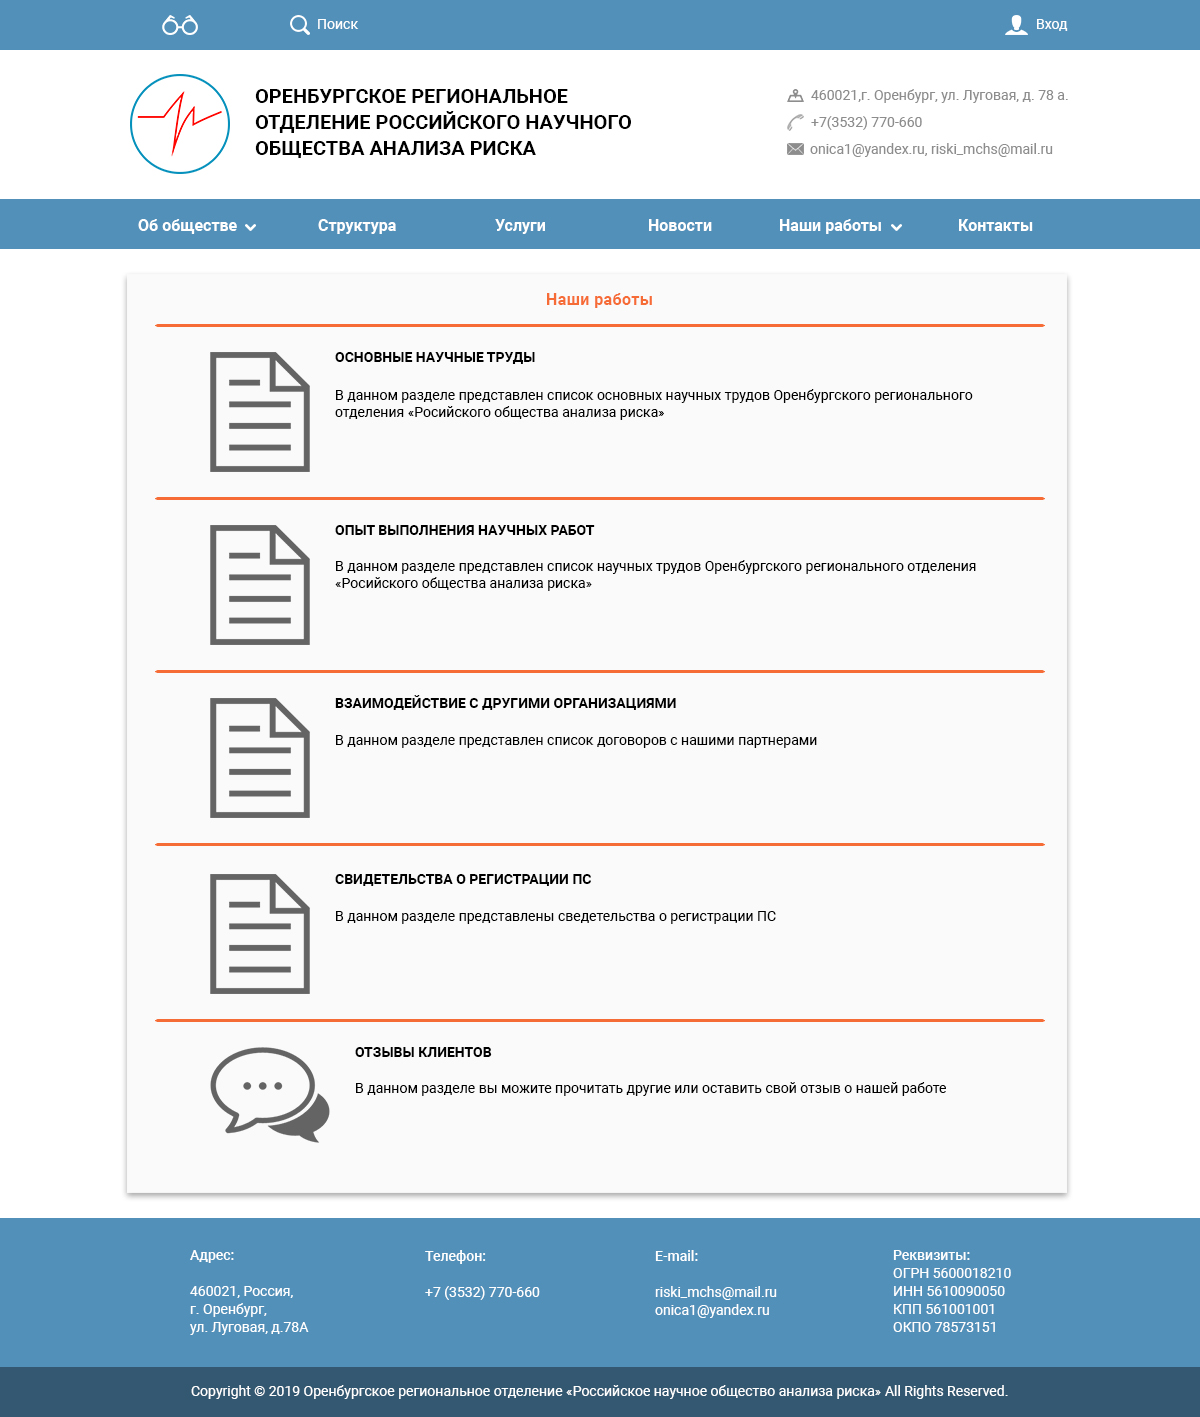 Поиск
Вход
ОРЕНБУРГСКОЕ РЕГИОНАЛЬНОЕ
ОТДЕЛЕНИЕ РОССИЙСКОГО НАУЧНОГО
ОБЩЕСТВА АНАЛИЗА РИСКА
460021,г. Оренбург, ул. Луговая, д. 78 а.
+7(3532) 770-660
onica1@yandex.ru, riski_mchs@mail.ru
Об обществе
Структура
Услуги
Новости
Наши работы
Контакты
Наши работы
ОСНОВНЫЕ НАУЧНЫЕ ТРУДЫ
В данном разделе представлен список основных научных трудов Оренбургского регионального
отделения «Росийского общества анализа риска»
ОПЫТ ВЫПОЛНЕНИЯ НАУЧНЫХ РАБОТ
В данном разделе представлен список научных трудов Оренбургского регионального отделения
«Росийского общества анализа риска»
ВЗАИМОДЕЙСТВИЕ С ДРУГИМИ ОРГАНИЗАЦИЯМИ
В данном разделе представлен список договоров с нашими партнерами
СВИДЕТЕЛЬСТВА О РЕГИСТРАЦИИ ПС
В данном разделе представлены сведетельства о регистрации ПС
ОТЗЫВЫ КЛИЕНТОВ
В данном разделе вы можите прочитать другие или оставить свой отзыв о нашей работе
Адрес:
460021, Россия,
г. Оренбург,
ул. Луговая, д.78А
Телефон:
+7 (3532) 770-660
E-mail:
riski_mchs@mail.ru
onica1@yandex.ru
Реквизиты:
ОГРН 5600018210
ИНН 5610090050
КПП 561001001
ОКПО 78573151
Copyright © 2019 Оренбургское региональное отделение «Российское научное общество анализа риска» All Rights Reserved.